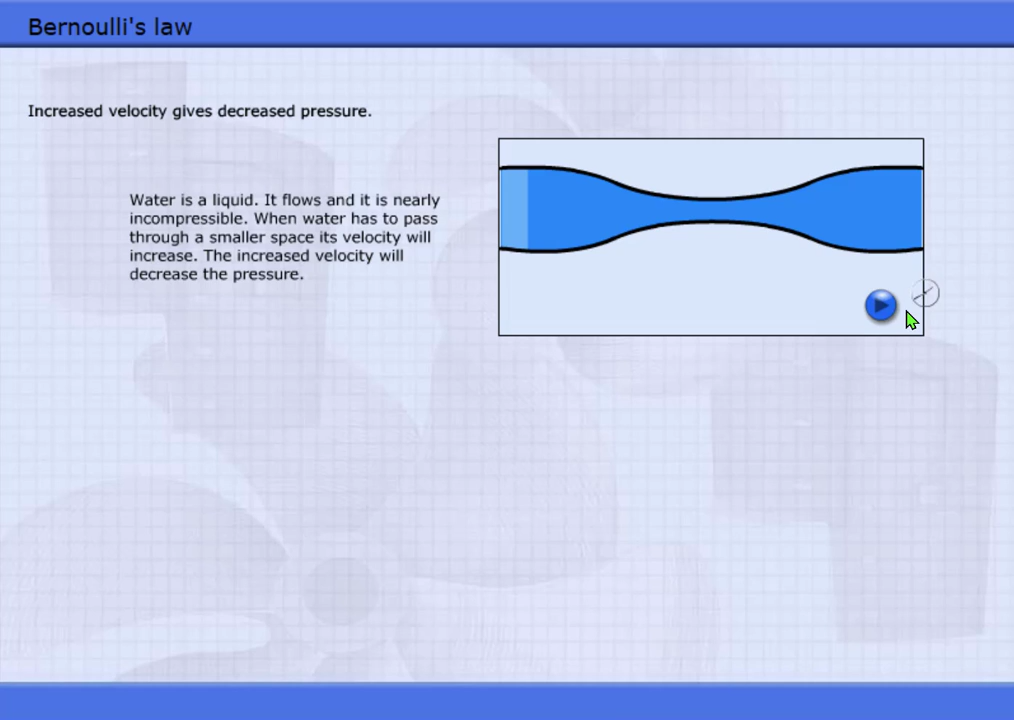 Bernoulli's law
Increased velocity gives decreased pressure.
Water is a liquid. It flows and it is nearly
incompressible. When water has to pass
through a smaller space its velocity will
increase. The increased velocity will
decrease the pressure.